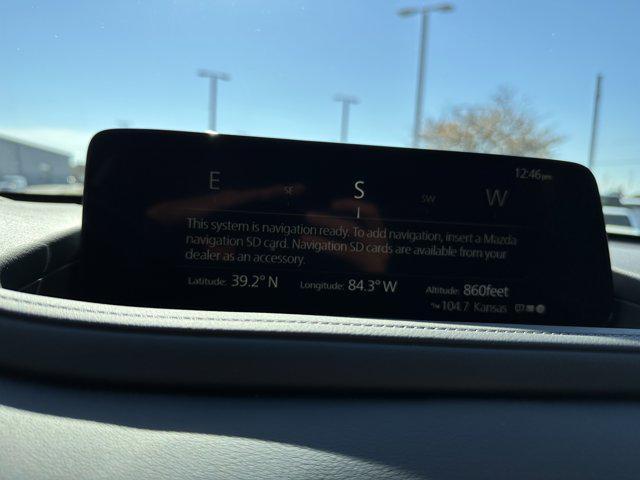 12:46pm
E SE S SW W
This system is navigation ready. To add navigation, insert a Mazda
navigation SD card. Navigation SD cards are available from your
dealer as an accessory.
Latitude: 39.2° N Longitude: 84.3° W Altitude: 860feet
FM 104.7 Kansas